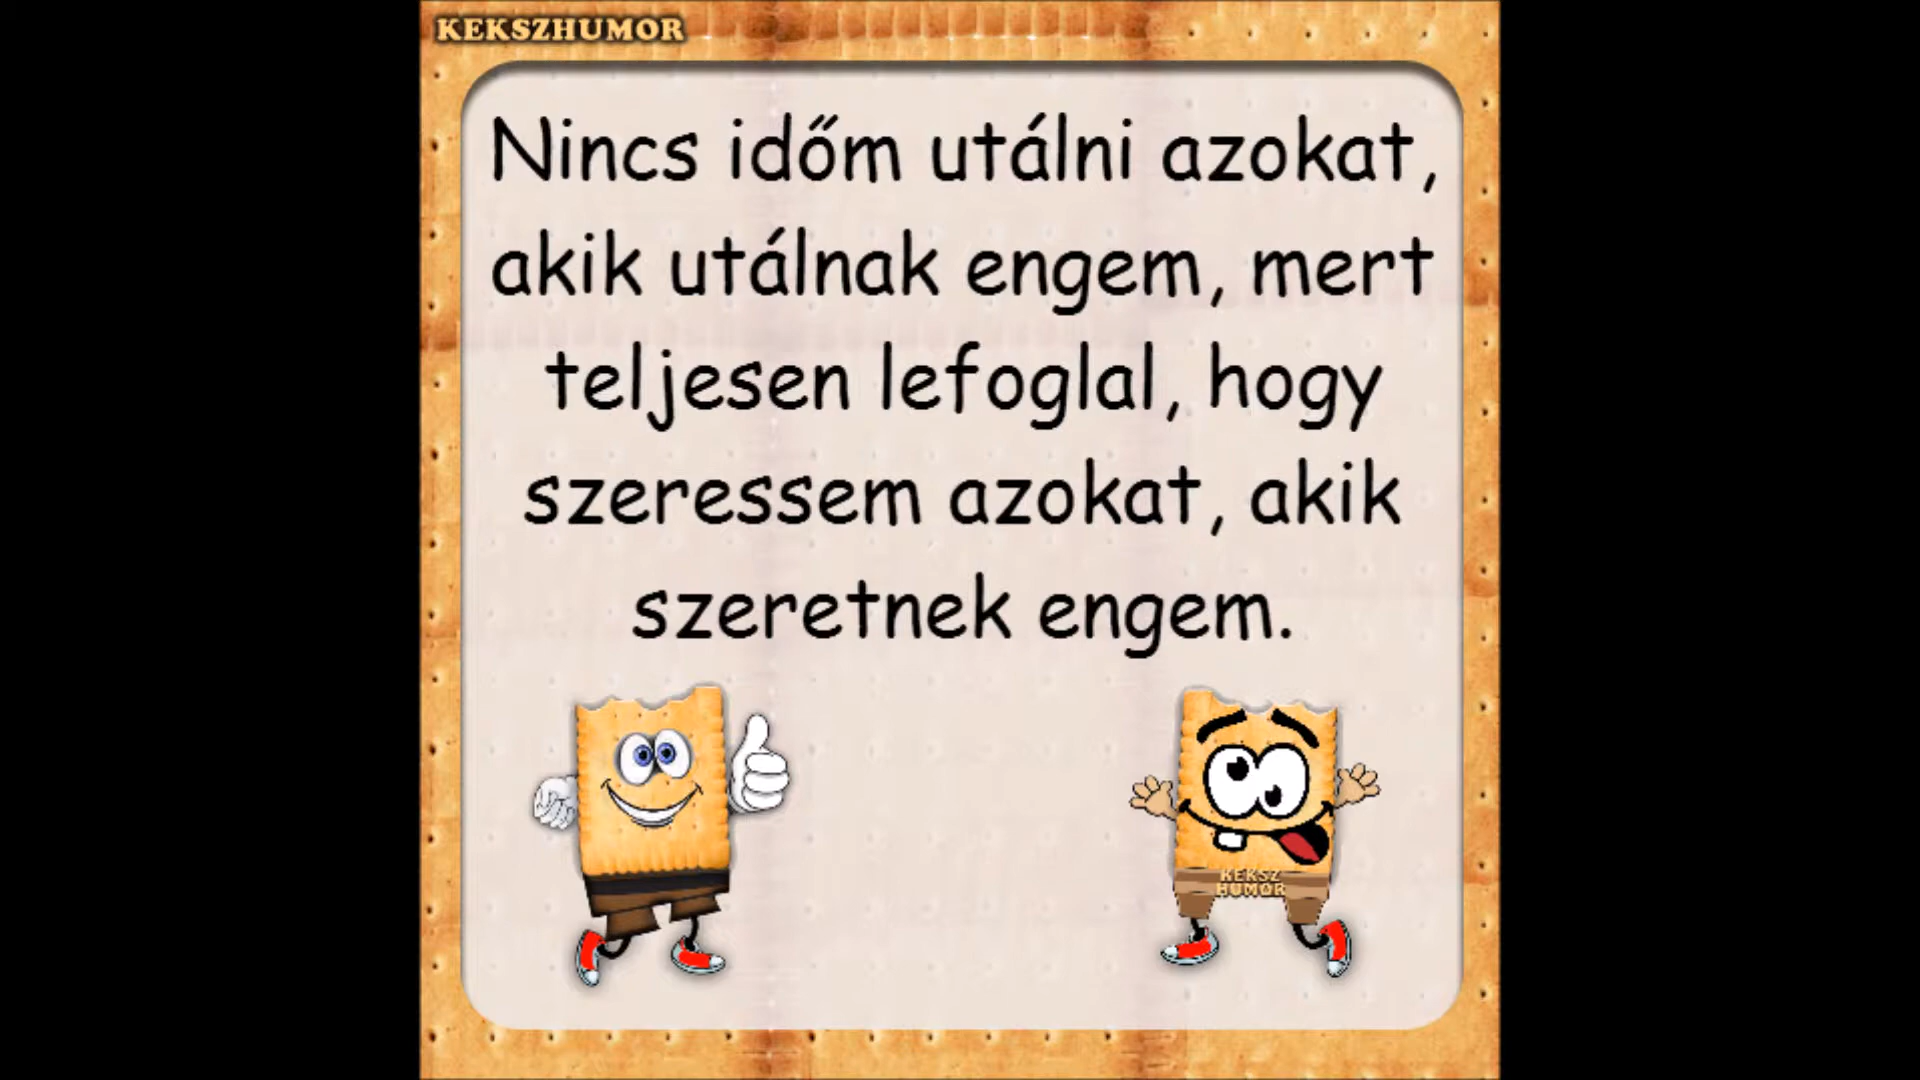 KEKSZHUMOR
Nincs időm utálni azokat,
akik utálnak engem, mert
teljesen lefoglal, hogy
szeressem azokat, akik
szeretnek engem.
KEKSZ
HUMOR